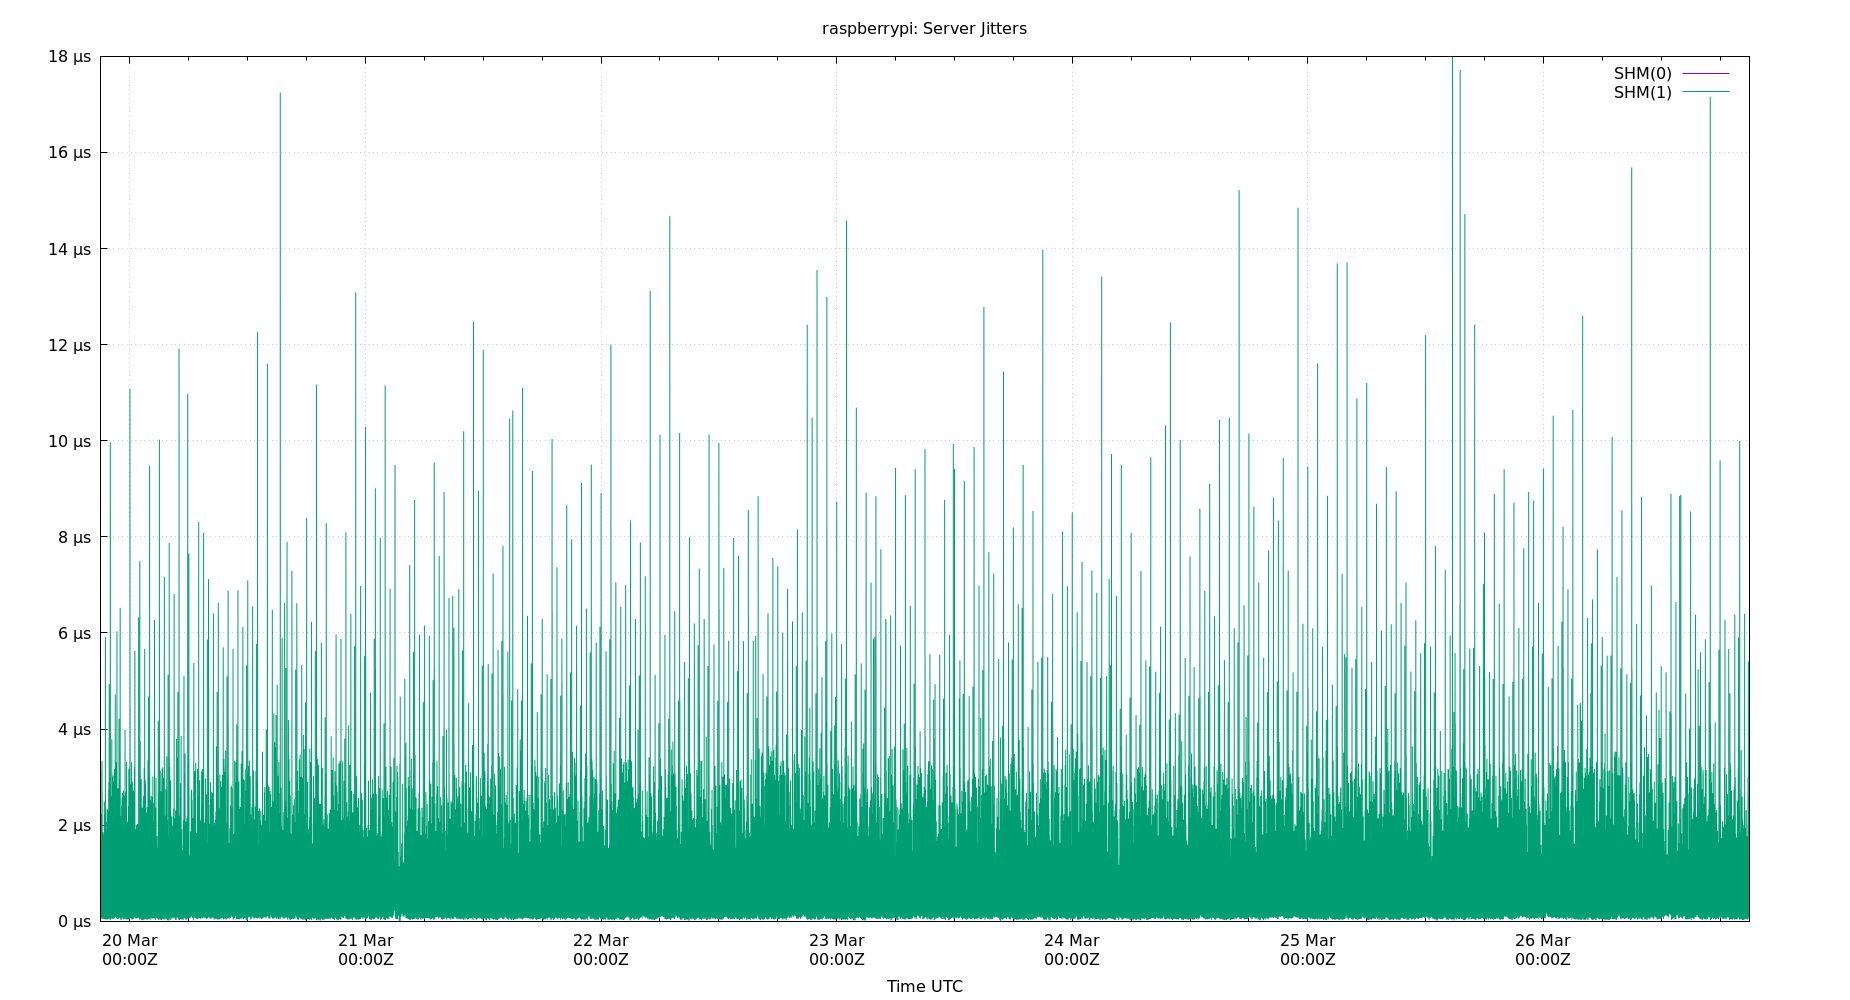 raspberrypi: Server Jitters
SHM(0)
SHM(1)
18 µs
16 µs
14 µs
12 µs
10 µs
8 µs
6 µs
4 µs
2 µs
0 µs
20 Mar 21 Mar 22 Mar 23 Mar 24 Mar 25 Mar 26 Mar
00:00Z 00:00Z 00:00Z 00:00Z 00:00Z 00:00Z 00:00Z
Time UTC